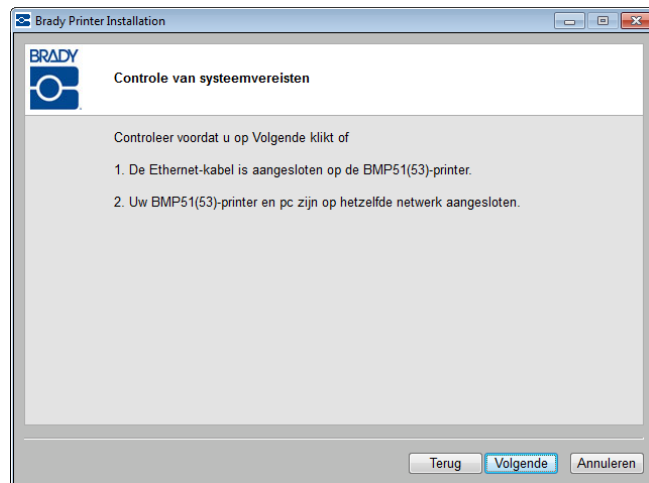 Brady Printer Installation
BRADY
Controle van systeemvereisten
Controleer voordat u op Volgende klikt of
1. De Ethernet-kabel is aangesloten op de BMP51(53)-printer.
2. Uw BMP51(53)-printer en pc zijn op hetzelfde netwerk aangesloten.
Terug Volgende Annuleren